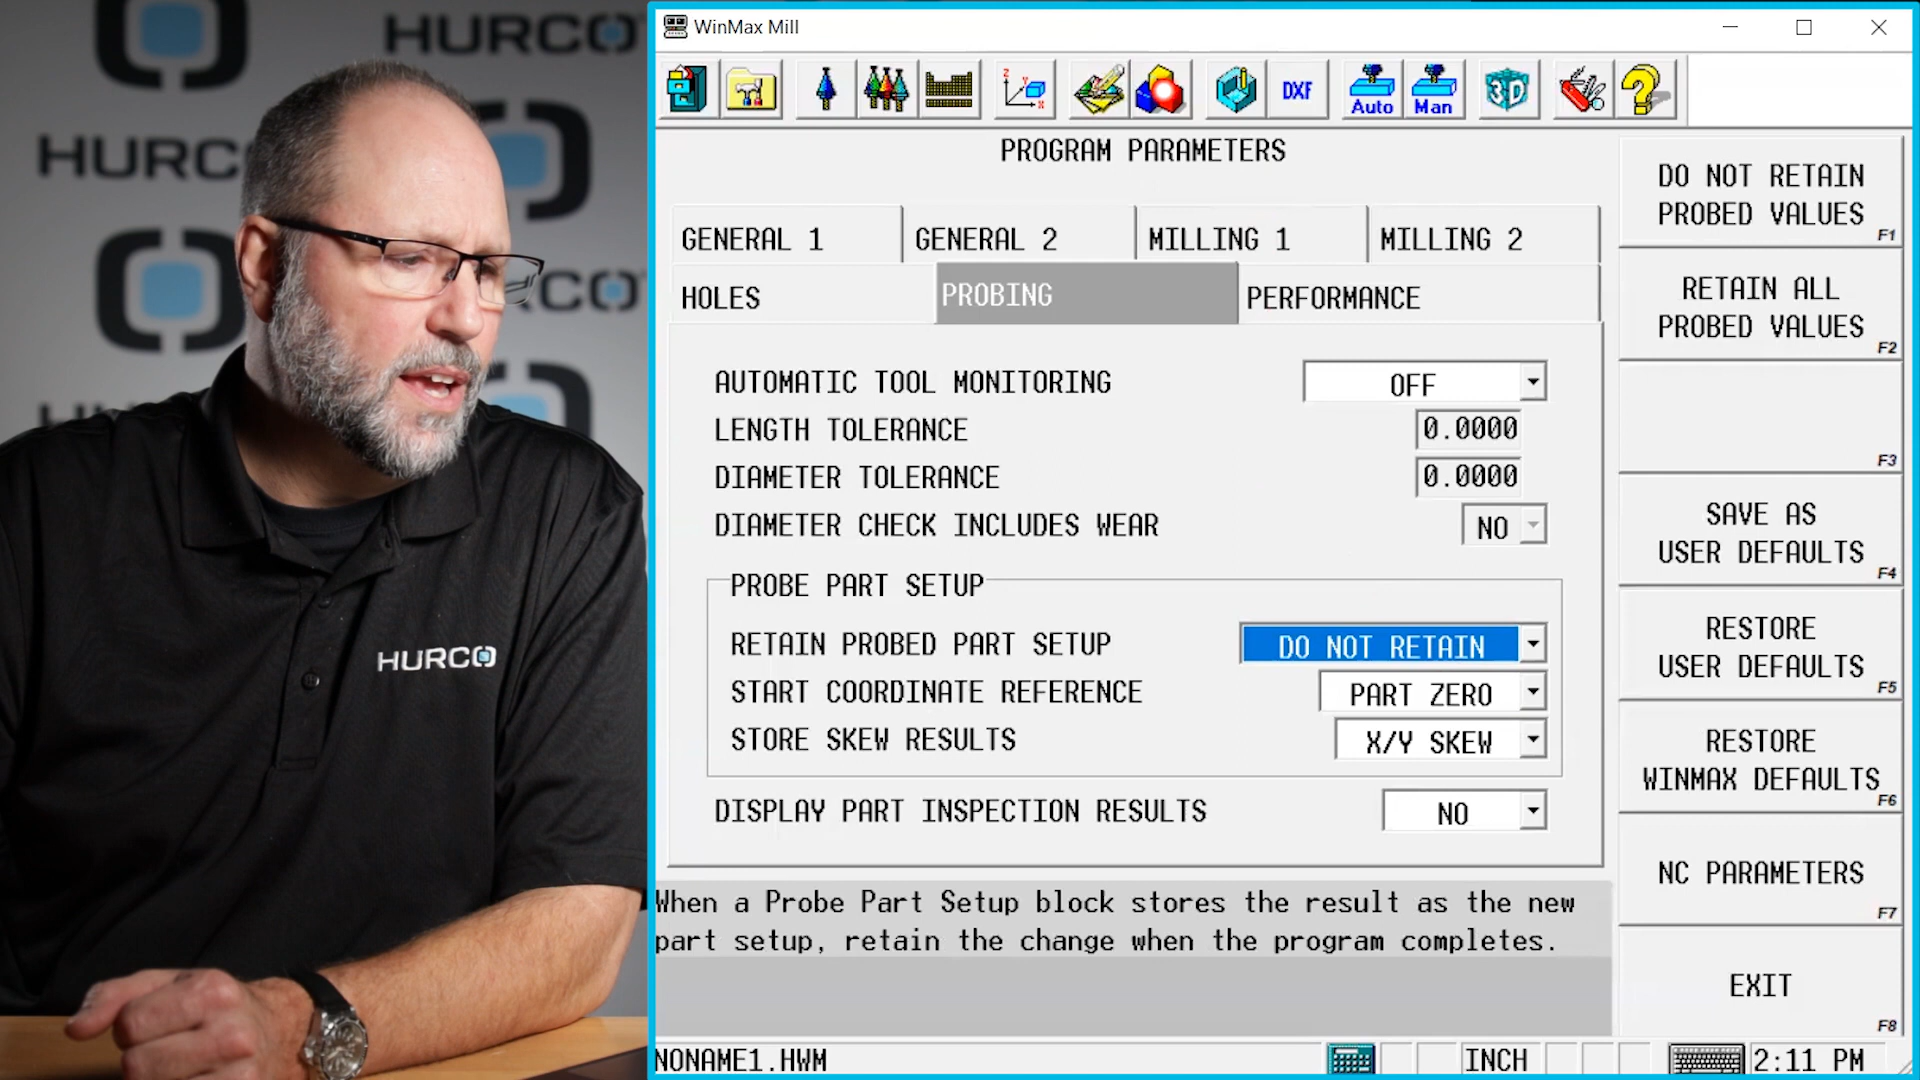 HURCO
HURCO
HURCO
WinMax Mill
DXF
Auto
Man
3D
PROGRAM PARAMETERS
GENERAL 1
GENERAL 2
MILLING 1
MILLING 2
HOLES
PROBING
PERFORMANCE
AUTOMATIC TOOL MONITORING OFF
LENGTH TOLERANCE 0.0000
DIAMETER TOLERANCE 0.0000
DIAMETER CHECK INCLUDES WEAR NO
PROBE PART SETUP
RETAIN PROBED PART SETUP DO NOT RETAIN
START COORDINATE REFERENCE PART ZERO
STORE SKEW RESULTS X/Y SKEW
DISPLAY PART INSPECTION RESULTS NO
When a Probe Part Setup block stores the result as the new
part setup, retain the change when the program completes.
DO NOT RETAIN
PROBED VALUES
F1
RETAIN ALL
PROBED VALUES
F2
F3
SAVE AS
USER DEFAULTS
F4
RESTORE
USER DEFAULTS
F5
RESTORE
WINMAX DEFAULTS
F6
NC PARAMETERS
F7
EXIT
F8
NONAME1.HWM
INCH
2:11 PM